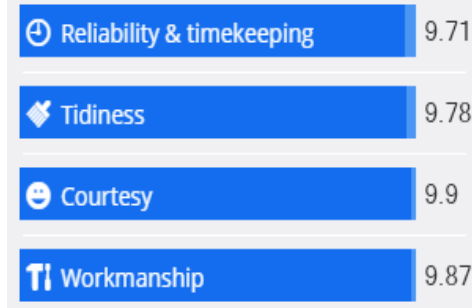 Reliability & timekeeping 9.71
Tidiness 9.78
Courtesy 9.9
Workmanship 9.87